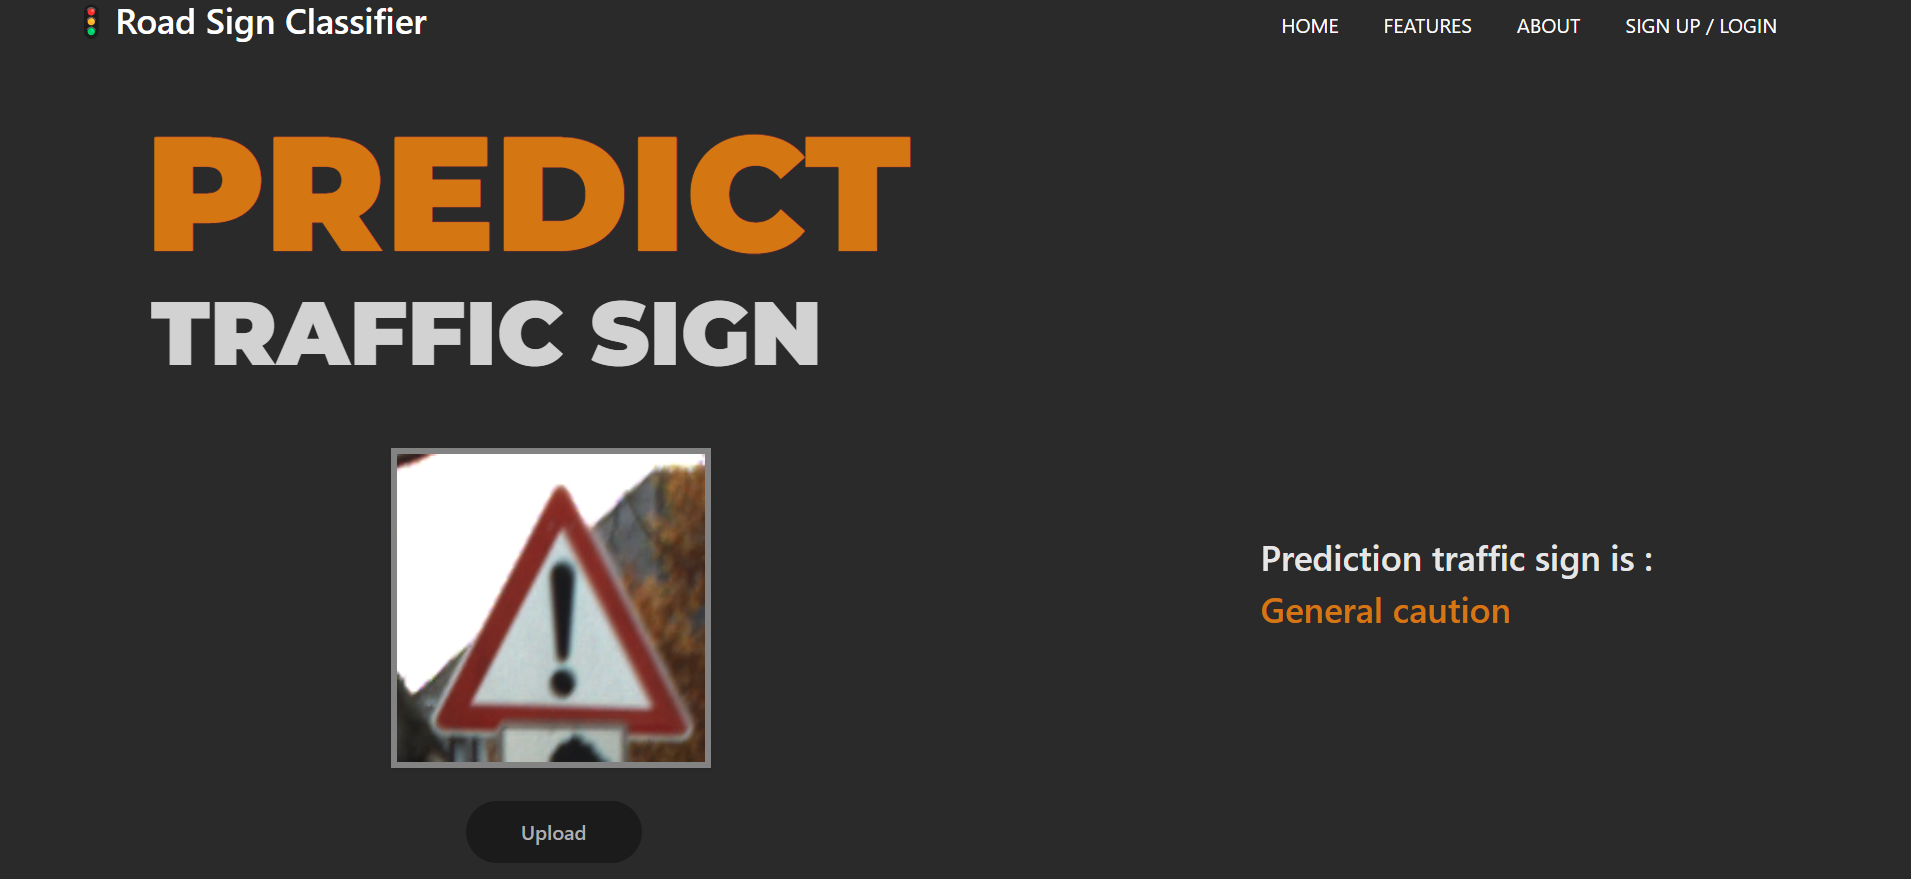 Road Sign Classifier
HOME FEATURES ABOUT SIGN UP / LOGIN
PREDICT
TRAFFIC SIGN
!
Prediction traffic sign is :
General caution
Upload